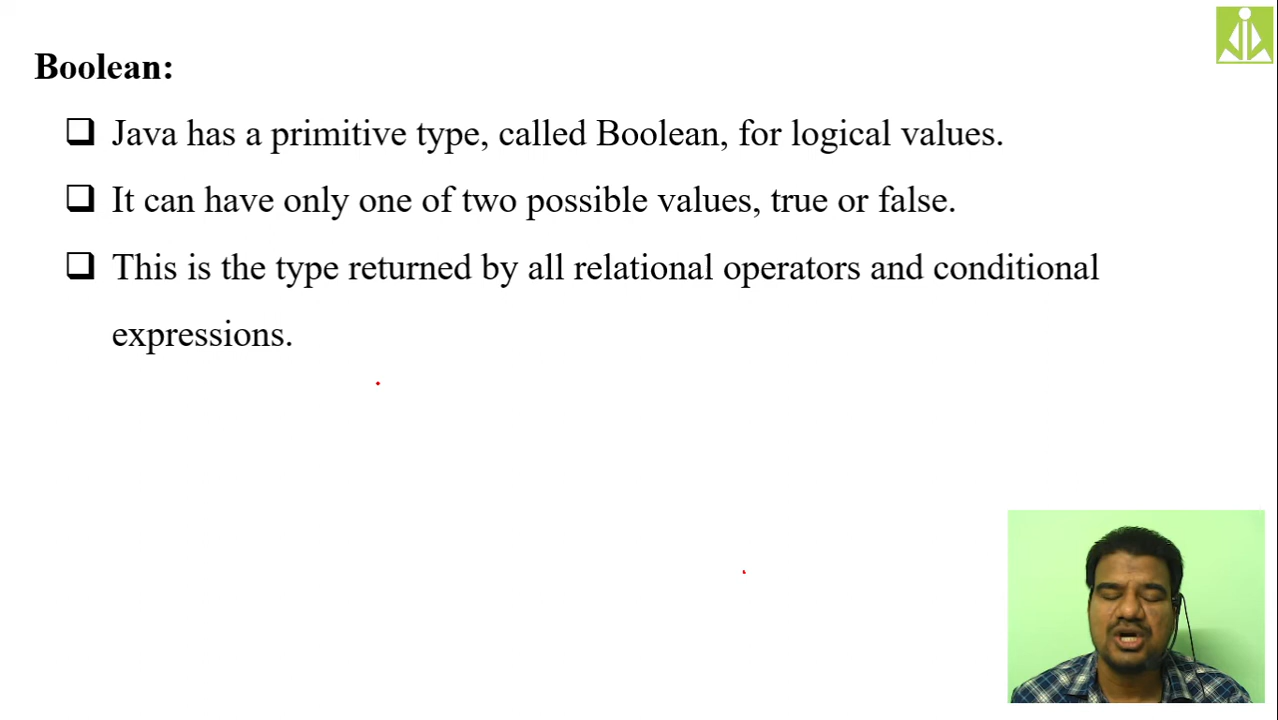 Boolean:
Java has a primitive type, called Boolean, for logical values.
It can have only one of two possible values, true or false.
This is the type returned by all relational operators and conditional
expressions.